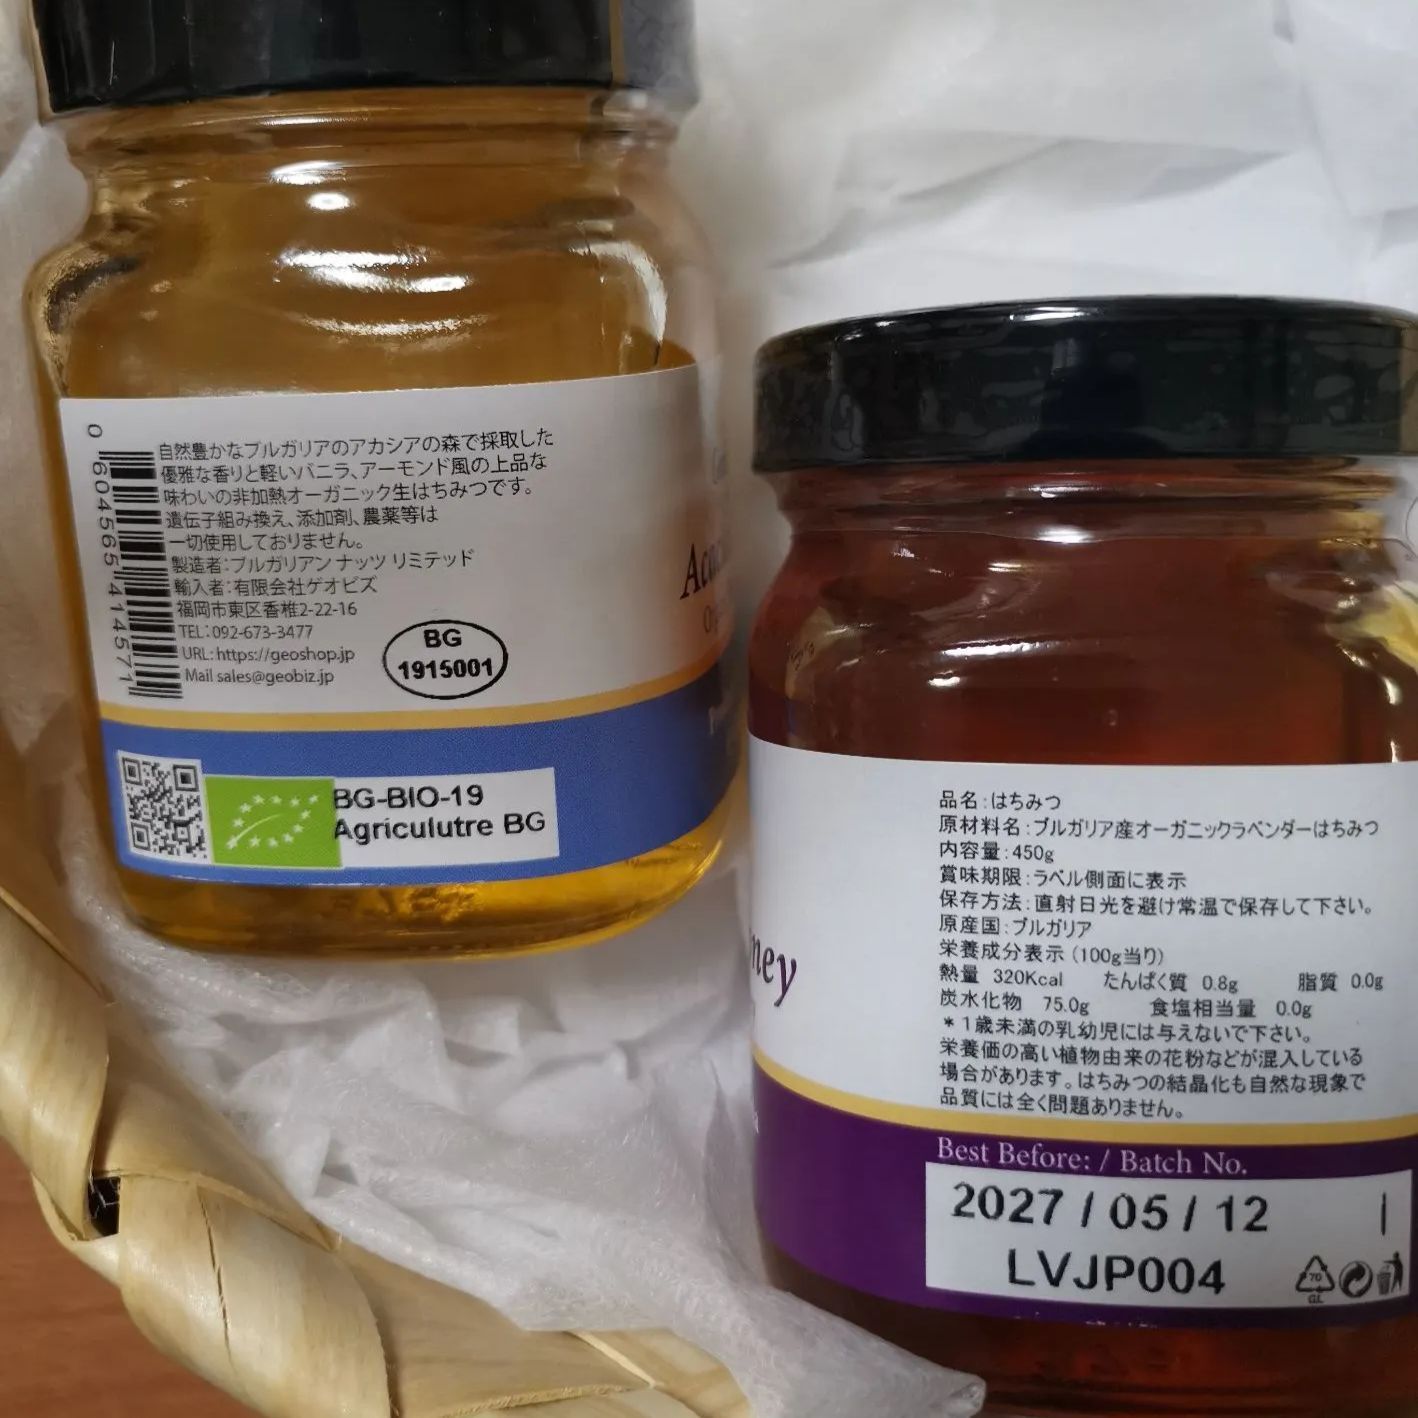 0 604565 414571
自然豊かなブルガリアのアカシアの森で採取した
優雅な香りと軽いバニラ、アーモンド風の上品な
味わいの非加熱オーガニック生はちみつです。
遺伝子組み換え、添加剤、農薬等は
一切使用しておりません。
製造者:ブルガリアン ナッツ リミテッド
輸入者:有限会社ゲオビズ
福岡市東区香椎2-22-16
TEL:092-673-3477
URL:https://geoshop.jp
Mail sales@geobiz.jp
BG
1915001
BG-BIO-19
Agriculutre BG
品名:はちみつ
原材料名:ブルガリア産オーガニックラベンダーはちみつ
内容量:450g
賞味期限:ラベル側面に表示
保存方法:直射日光を避け常温で保存して下さい。
原産国:ブルガリア
栄養成分表示(100g当り)
熱量 320Kcal たんぱく質 0.8g 脂質 0.0g
炭水化物 75.0g 食塩相当量 0.0g
*1歳未満の乳幼児には与えないで下さい。
栄養価の高い植物由来の花粉などが混入している
場合があります。はちみつの結晶化も自然な現象で
品質には全く問題ありません。
Best Before: / Batch No.
2027 / 05 / 12
LVJP004
70
GL